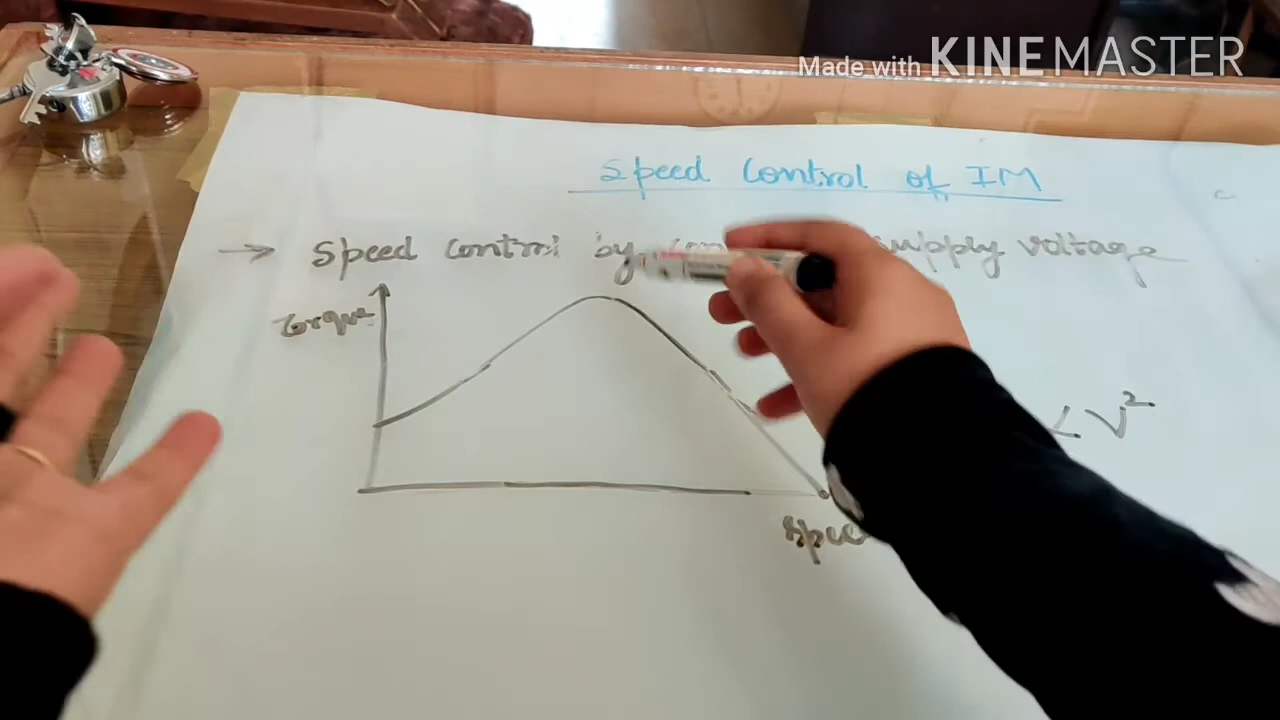 Made with KINEMASTER
Speed Control of IM
→ Speed control by supply voltage
Torque
V²